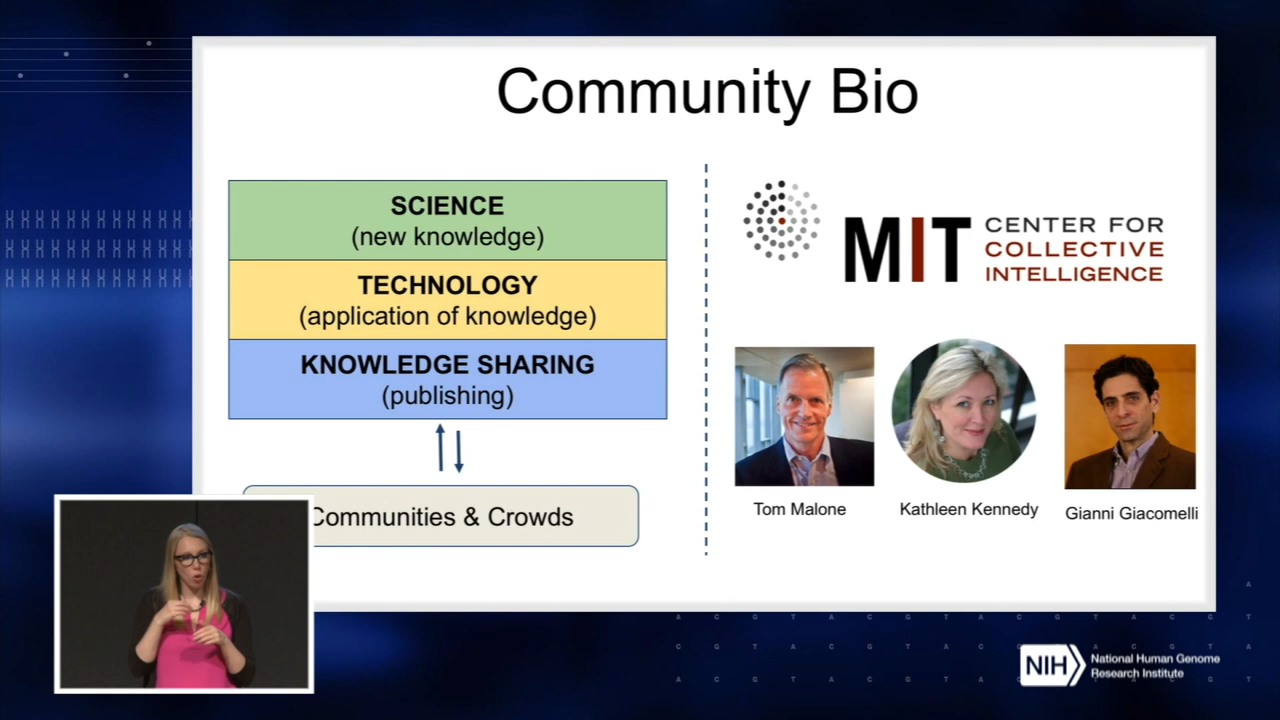 Community Bio
SCIENCE
(new knowledge)
TECHNOLOGY
(application of knowledge)
KNOWLEDGE SHARING
(publishing)
Communities & Crowds
MIT
CENTER FOR
COLLECTIVE
INTELLIGENCE
Tom Malone
Kathleen Kennedy
Gianni Giacomelli
A
A C G T A C G T A C G T A C G T
C G T A C G T A C G T A C G T A
A C G T A C G T A C G T A C G T
NIH
National Human Genome
Research Institute